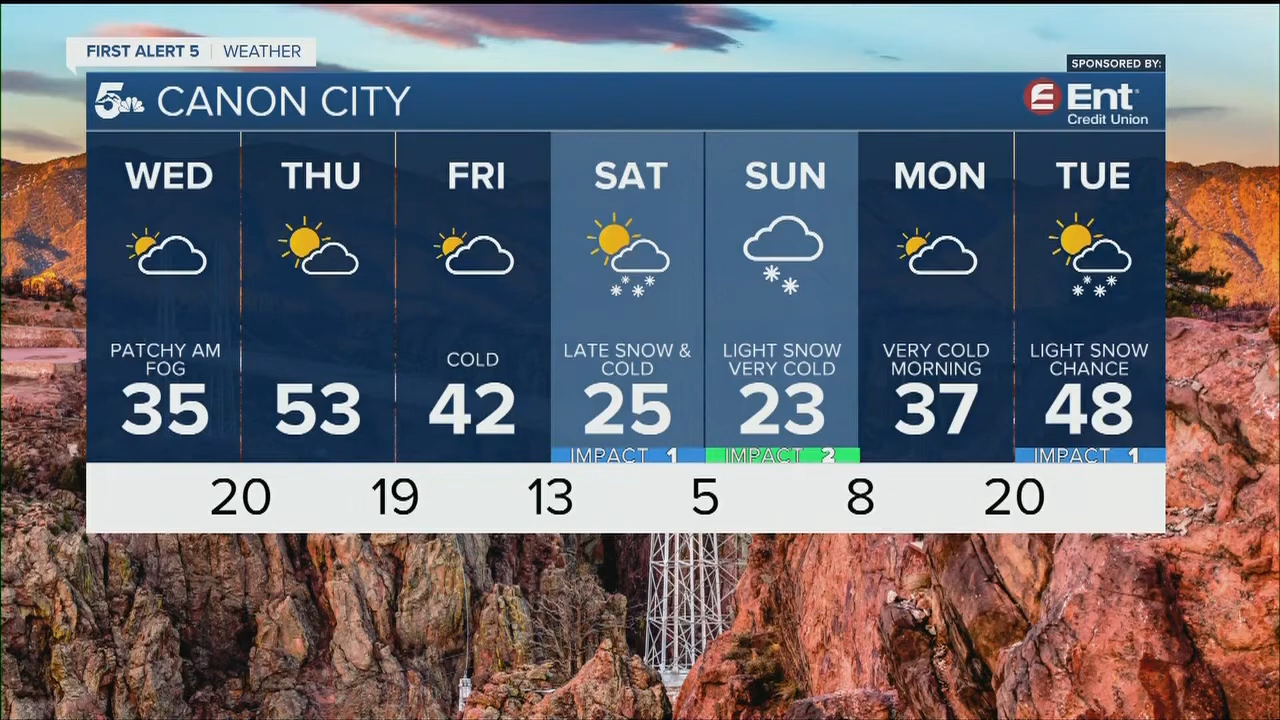 FIRST ALERT 5 | WEATHER
SPONSORED BY:
5 CANON CITY
Ent
Credit Union
WED THU FRI SAT SUN MON TUE
PATCHY AM
FOG
COLD
LATE SNOW &
COLD
LIGHT SNOW
VERY COLD
VERY COLD
MORNING
LIGHT SNOW
CHANCE
35 53 42 25 23 37 48
IMPACT 1 IMPACT 2 IMPACT 1
20 19 13 5 8 20